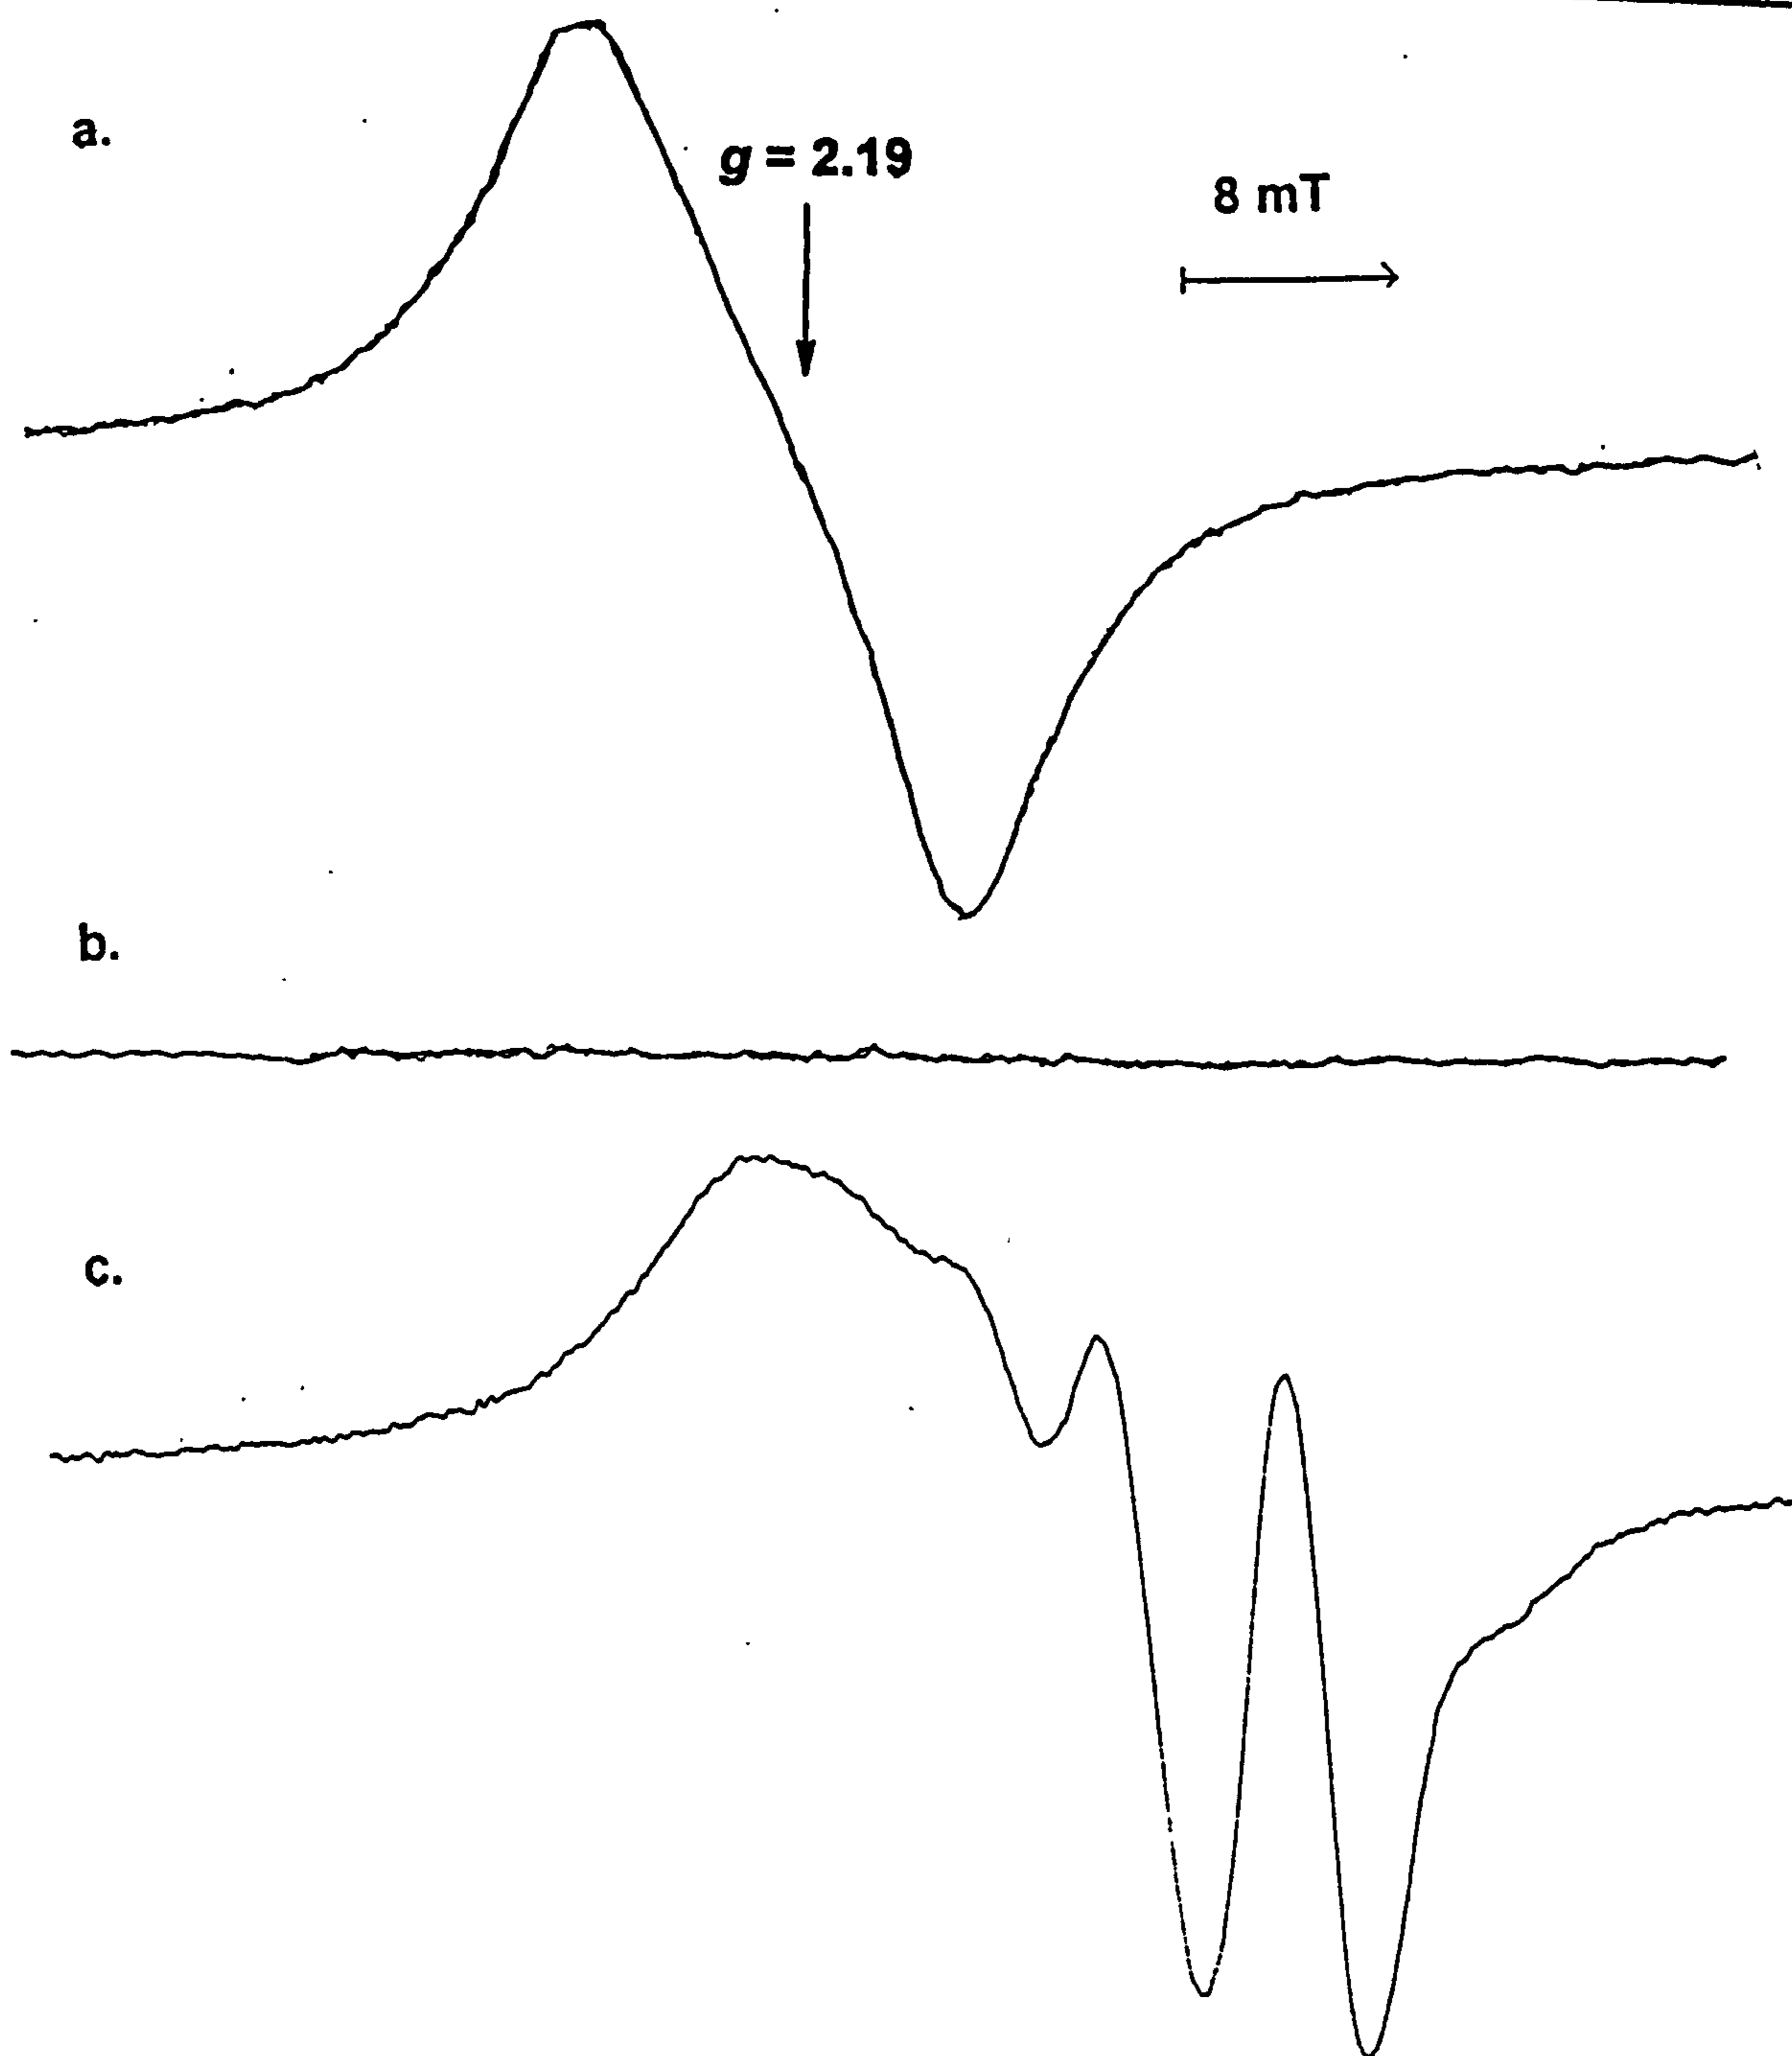 a.
g = 2.19
8 mT
b.
c.